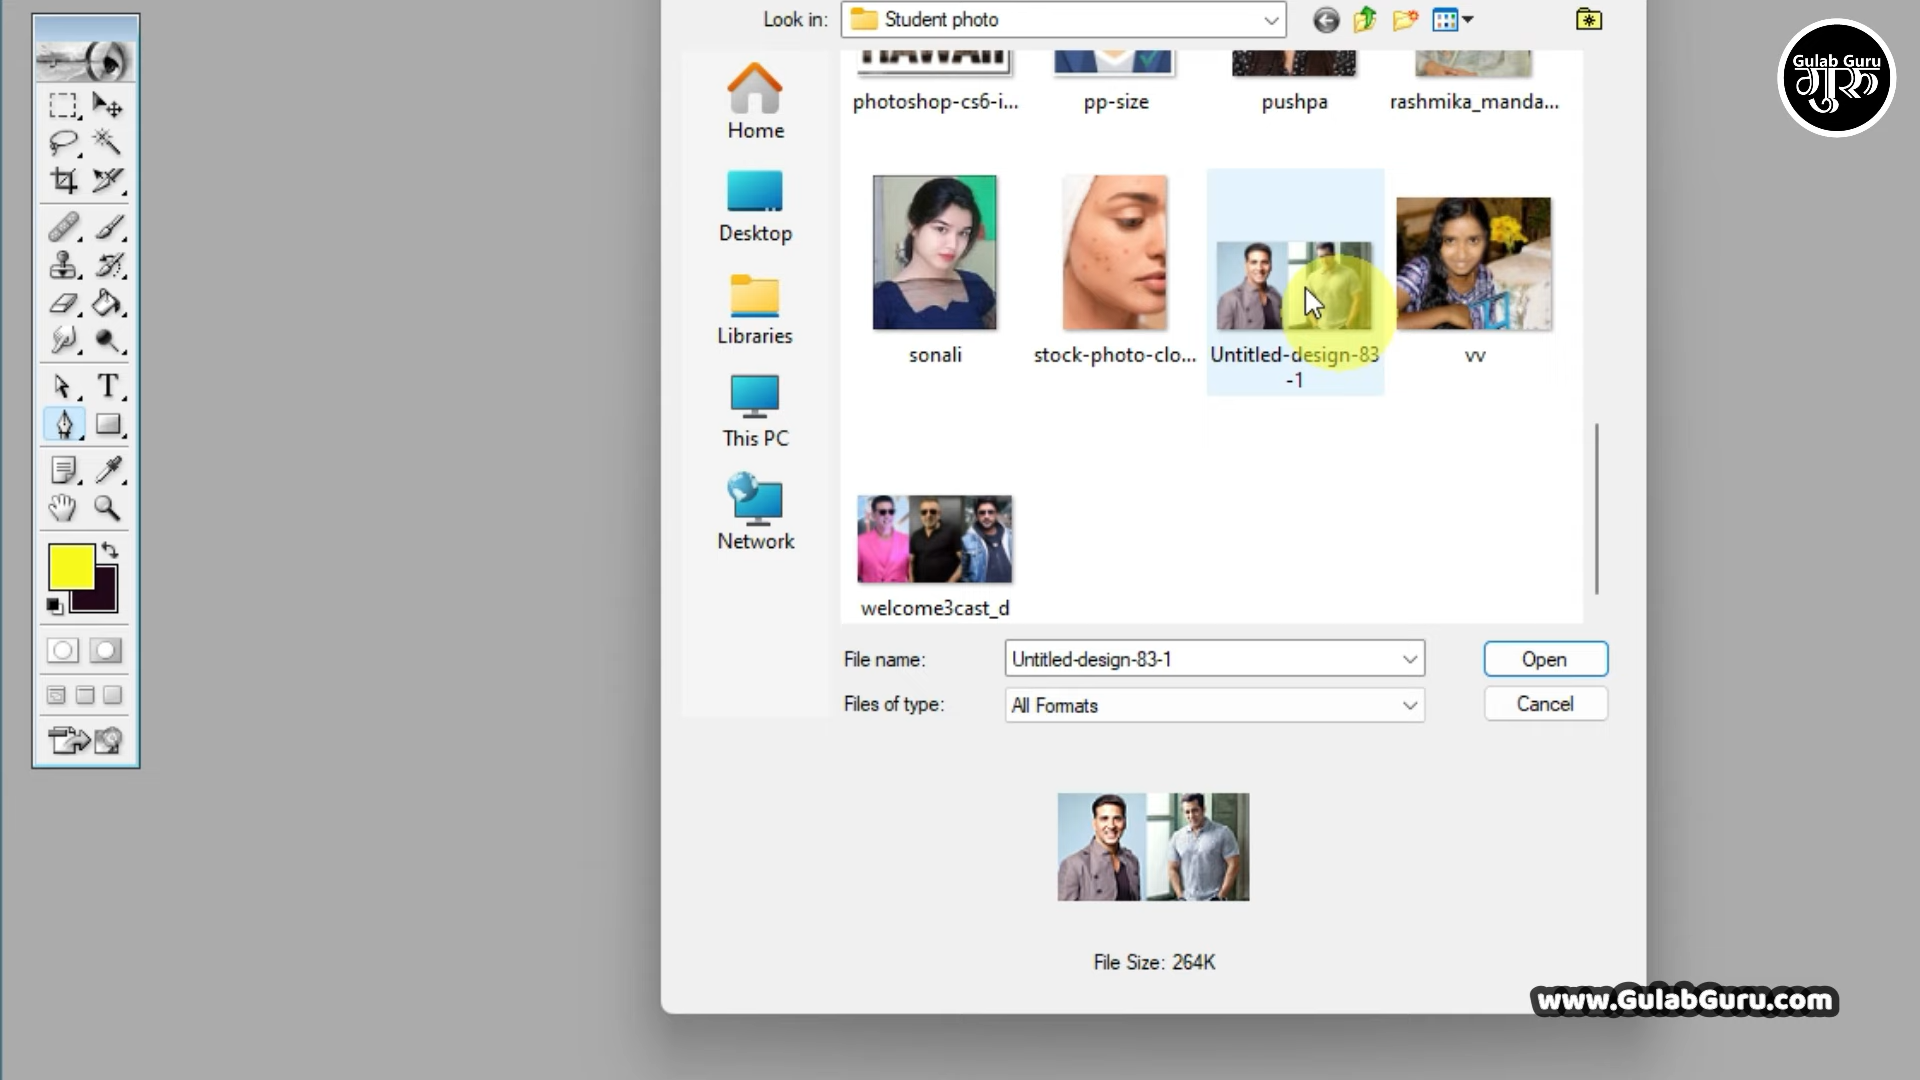 Look in:
Student photo
Gulab Guru
गुरु
HAWAII
photoshop-cs6-i...
pp-size
pushpa
rashmika_manda...
Home
Desktop
Libraries
This PC
Network
sonali
stock-photo-clo...
Untitled-design-83
-1
vv
welcome3cast_d
File name:
Untitled-design-83-1
Open
Files of type:
All Formats
Cancel
T
File Size: 264K
www.GulabGuru.com